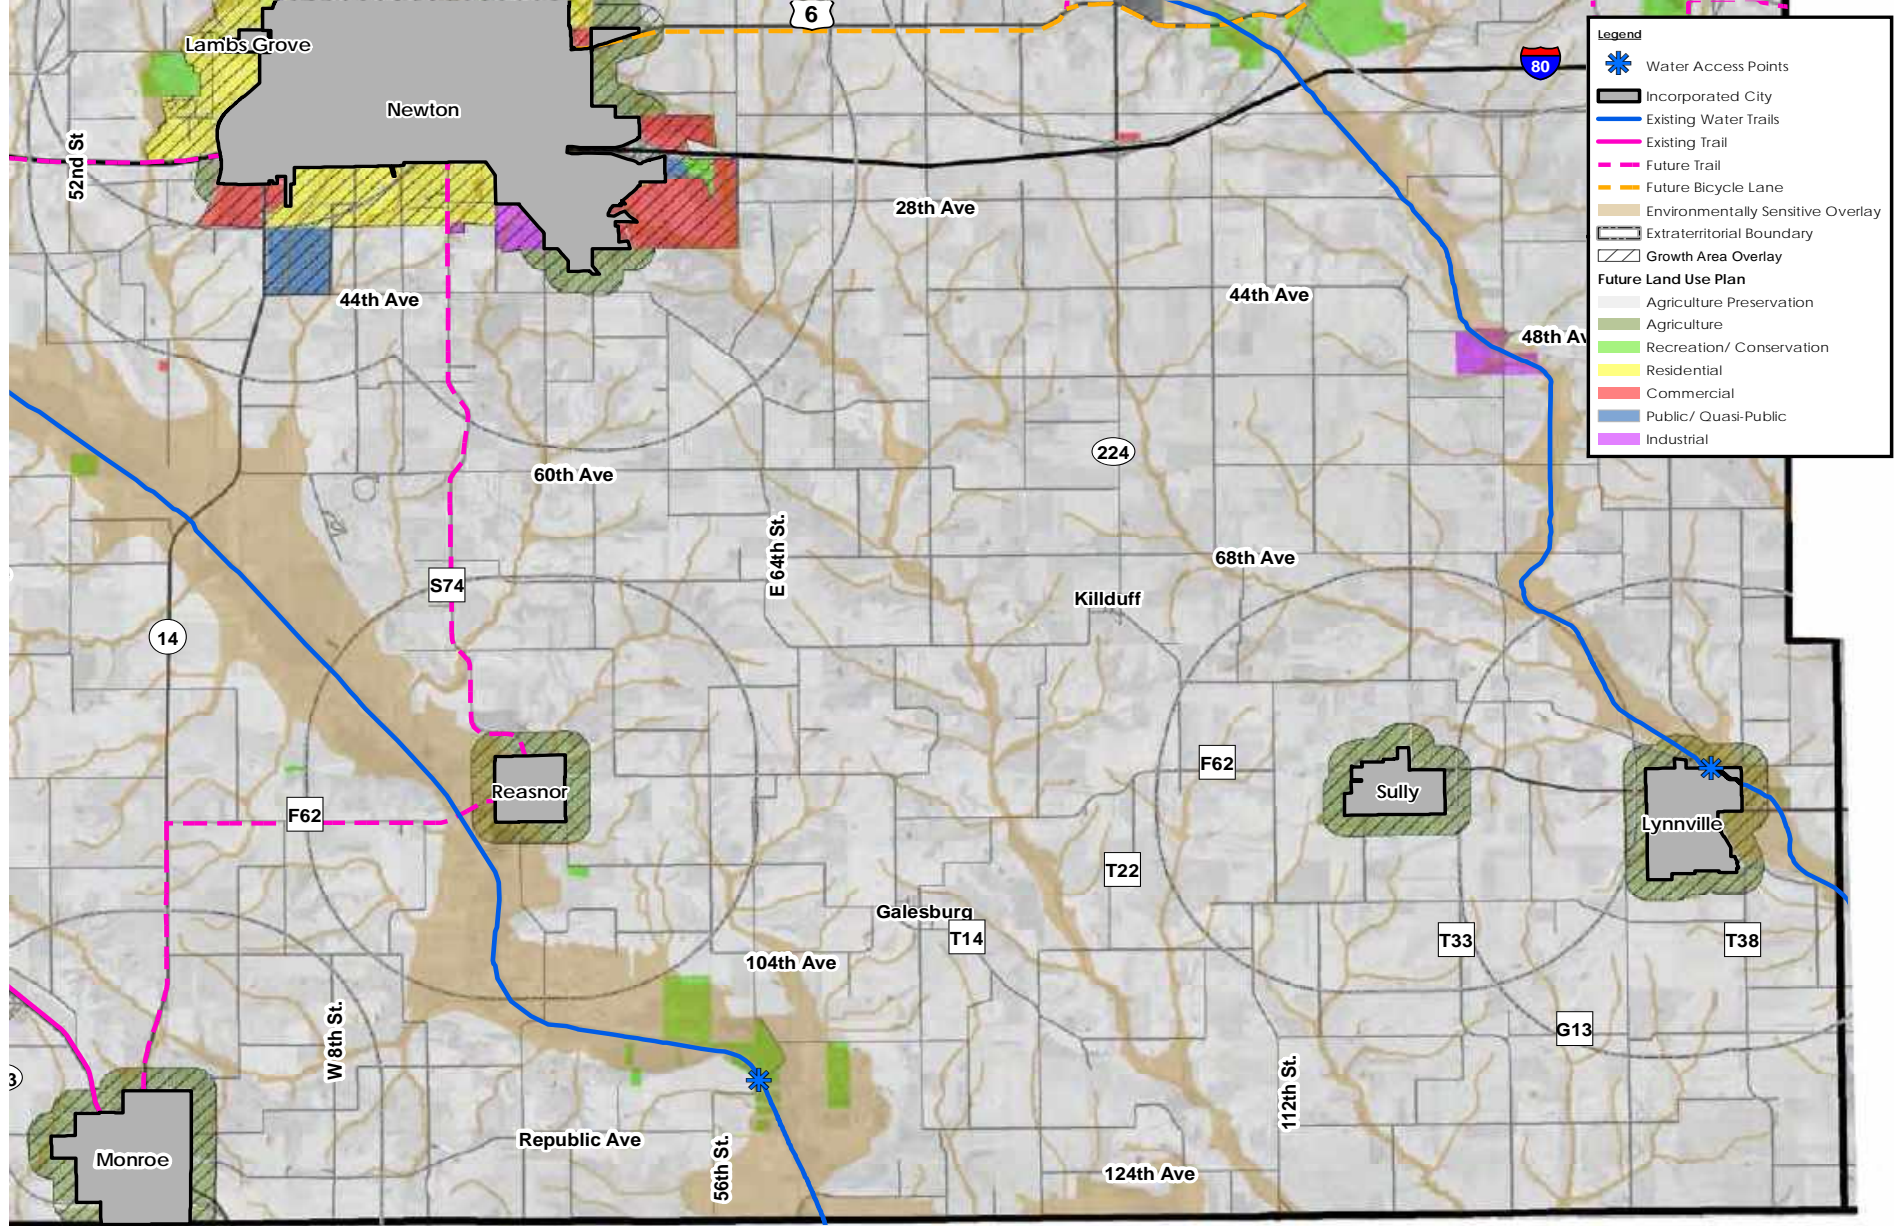 6
Lambs Grove
Newton
80
52nd St
28th Ave
44th Ave
44th Ave
48th Av
224
60th Ave
E 64th St.
68th Ave
S74
Killduff
14
F62
Reasnor
Sully
F62
Lynnville
T22
Galesburg
T14
T33
T38
104th Ave
W 8th St.
G13
3
112th St.
Republic Ave
56th St.
Monroe
124th Ave
Legend
Water Access Points
Incorporated City
Existing Water Trails
Existing Trail
Future Trail
Future Bicycle Lane
Environmentally Sensitive Overlay
Extraterritorial Boundary
Growth Area Overlay
Future Land Use Plan
Agriculture Preservation
Agriculture
Recreation/ Conservation
Residential
Commercial
Public/ Quasi-Public
Industrial